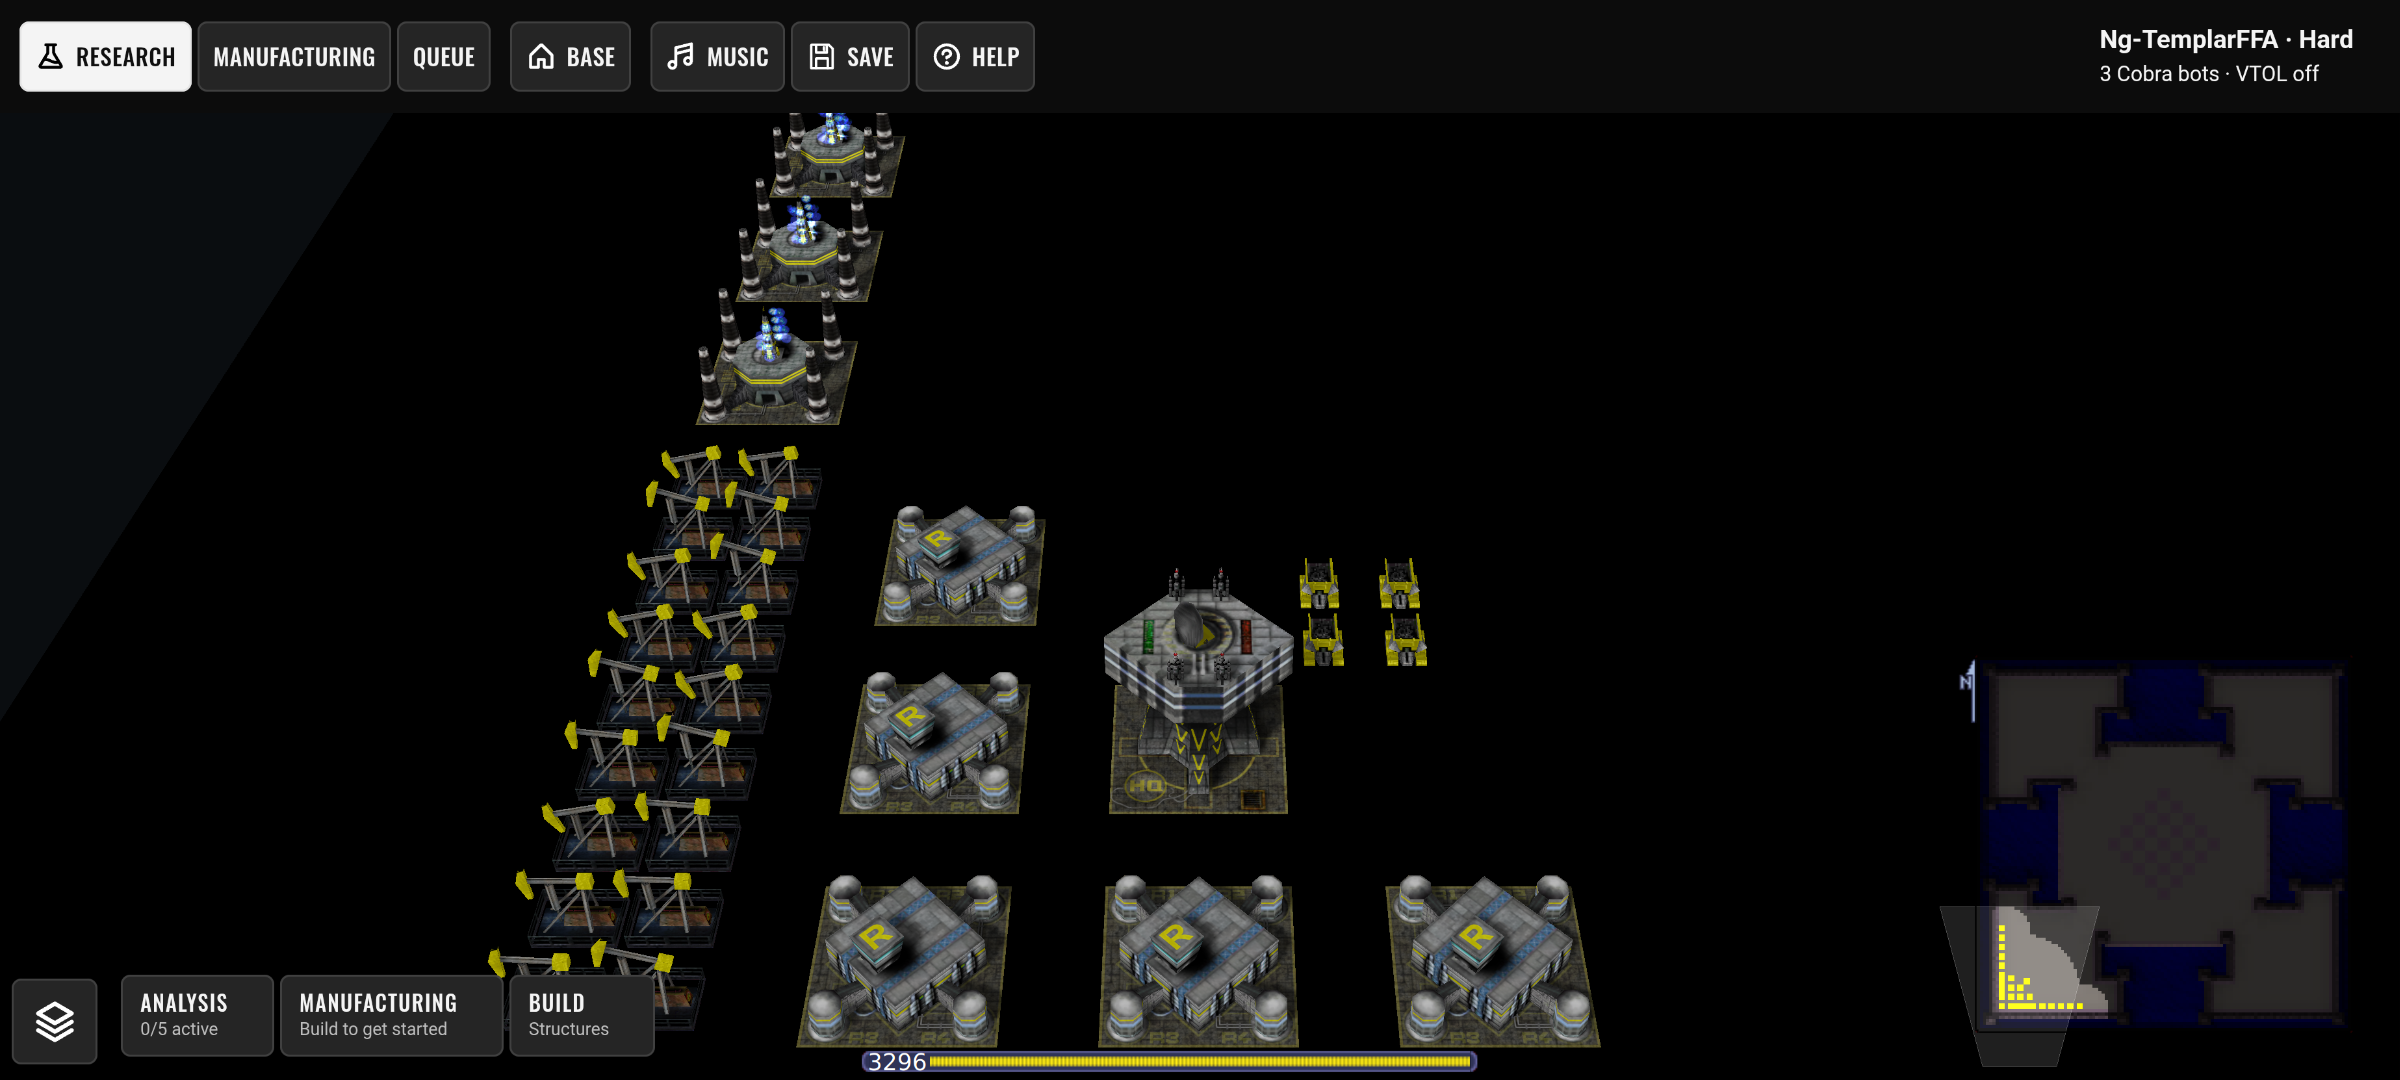 RESEARCH
MANUFACTURING
QUEUE
BASE
MUSIC
SAVE
HELP
Ng-TemplarFFA · Hard
3 Cobra bots · VTOL off
R
R
HQ
R
R
R
N
ANALYSIS
0/5 active
MANUFACTURING
Build to get started
BUILD
Structures
3296